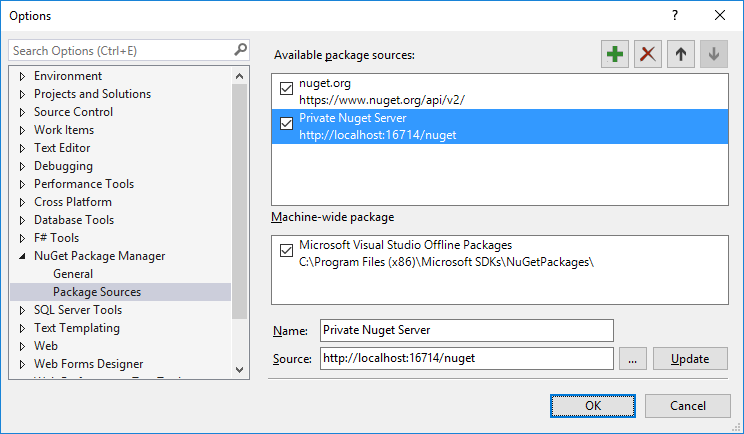 Options
?
Search Options (Ctrl+E)
Environment
Projects and Solutions
Source Control
Work Items
Text Editor
Debugging
Performance Tools
Cross Platform
Database Tools
F# Tools
NuGet Package Manager
General
Package Sources
SQL Server Tools
Text Templating
Web
Web Forms Designer
Available package sources:
nuget.org
https://www.nuget.org/api/v2/
Private Nuget Server
http://localhost:16714/nuget
Machine-wide package
Microsoft Visual Studio Offline Packages
C:\Program Files (x86)\Microsoft SDKs\NuGetPackages\
Name: Private Nuget Server
Source: http://localhost:16714/nuget ... Update
OK Cancel